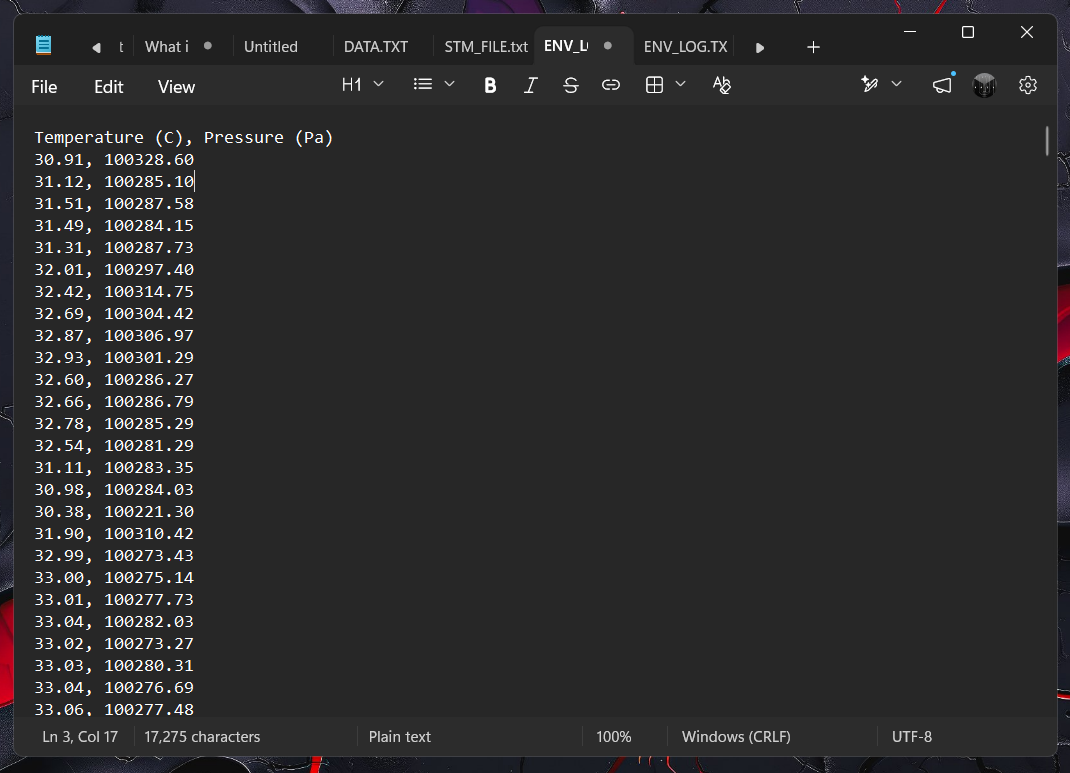 t
What i
Untitled
DATA.TXT
STM_FILE.txt
ENV_L
ENV_LOG.TX
File
Edit
View
H1
B
I
S
Temperature (C), Pressure (Pa)
30.91, 100328.60
31.12, 100285.10
31.51, 100287.58
31.49, 100284.15
31.31, 100287.73
32.01, 100297.40
32.42, 100314.75
32.69, 100304.42
32.87, 100306.97
32.93, 100301.29
32.60, 100286.27
32.66, 100286.79
32.78, 100285.29
32.54, 100281.29
31.11, 100283.35
30.98, 100284.03
30.38, 100221.30
31.90, 100310.42
32.99, 100273.43
33.00, 100275.14
33.01, 100277.73
33.04, 100282.03
33.02, 100273.27
33.03, 100280.31
33.04, 100276.69
33.06, 100277.48
Ln 3, Col 17
17,275 characters
Plain text
100%
Windows (CRLF)
UTF-8